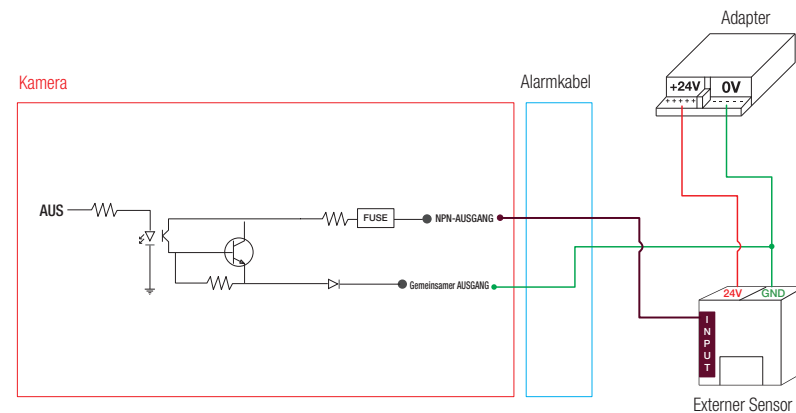 Adapter
+24V
0V
Kamera
Alarmkabel
+ + + + +
- - - - -
AUS
FUSE
NPN-AUSGANG
Gemeinsamer AUSGANG
24V
GND
INPUT
Externer Sensor